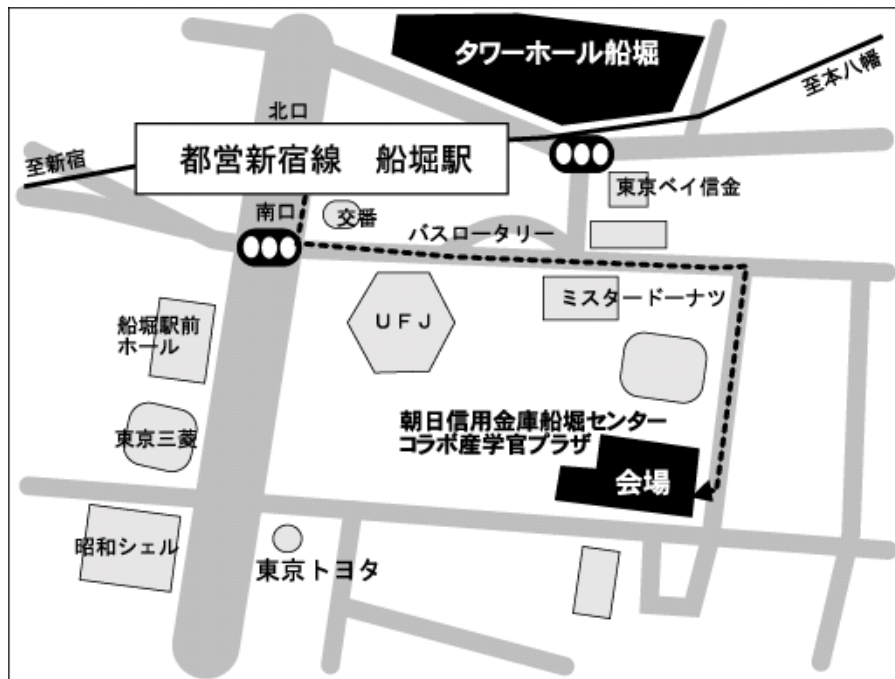 タワーホール船堀
至本八幡
北口
至新宿
都営新宿線　船堀駅
東京ベイ信金
南口
交番
バスロータリー
ミスタードーナツ
UFJ
船堀駅前
ホール
朝日信用金庫船堀センター
コラボ産学官プラザ
東京三菱
会場
昭和シェル
東京トヨタ